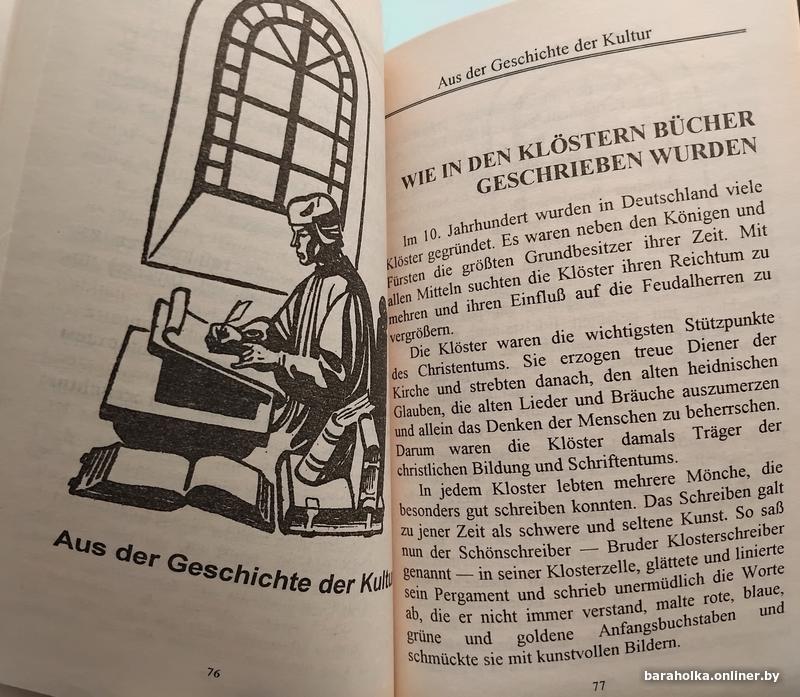 Aus der Geschichte der Kultu
76
Aus der Geschichte der Kultur
WIE IN DEN KLÖSTERN BÜCHER
GESCHRIEBEN WURDEN
Im 10. Jahrhundert wurden in Deutschland viele
Klöster gegründet. Es waren neben den Königen und
Fürsten die größten Grundbesitzer ihrer Zeit. Mit
allen Mitteln suchten die Klöster ihren Reichtum zu
mehren und ihren Einfluß auf die Feudalherren zu
vergrößern.
Die Klöster waren die wichtigsten Stützpunkte
des Christentums. Sie erzogen treue Diener der
Kirche und strebten danach, den alten heidnischen
Glauben, die alten Lieder und Bräuche auszumerzen
und allein das Denken der Menschen zu beherrschen.
Darum waren die Klöster damals Träger der
christlichen Bildung und Schriftentums.
In jedem Kloster lebten mehrere Mönche, die
besonders gut schreiben konnten. Das Schreiben galt
zu jener Zeit als schwere und seltene Kunst. So saß
nun der Schönschreiber — Bruder Klosterschreiber
genannt — in seiner Klosterzelle, glättete und linierte
sein Pergament und schrieb unermüdlich die Worte
ab, die er nicht immer verstand, malte rote, blaue,
grüne und goldene Anfangsbuchstaben und
schmückte sie mit kunstvollen Bildern.
77
baraholka.onliner.by